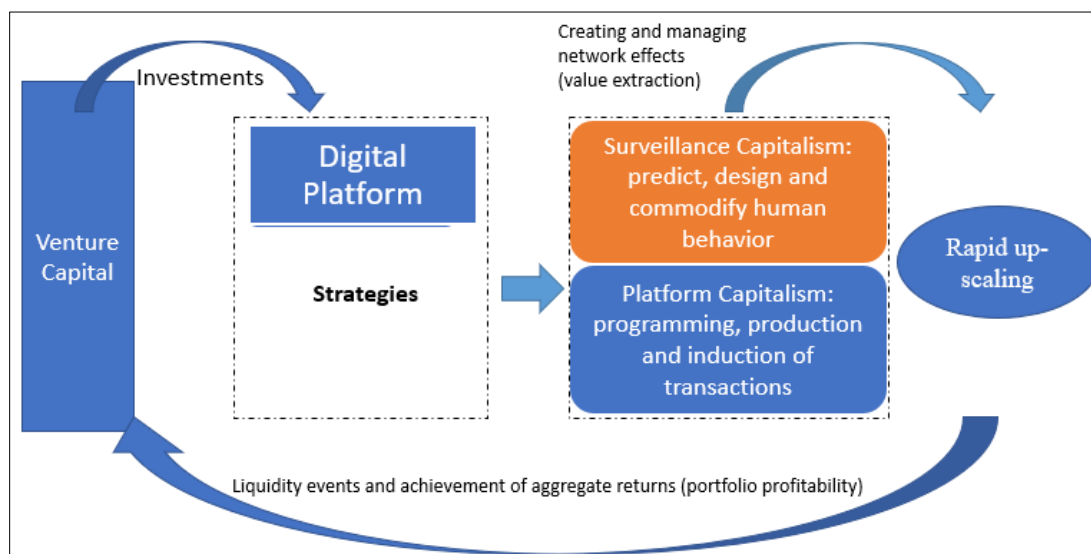 Creating and managing
network effects
(value extraction)
Investments
Digital
Platform
Surveillance Capitalism:
predict, design and
commodify human
behavior
Venture
Capital
Rapid up-
scaling
Strategies
Platform Capitalism:
programming, production
and induction of
transactions
Liquidity events and achievement of aggregate returns (portfolio profitability)